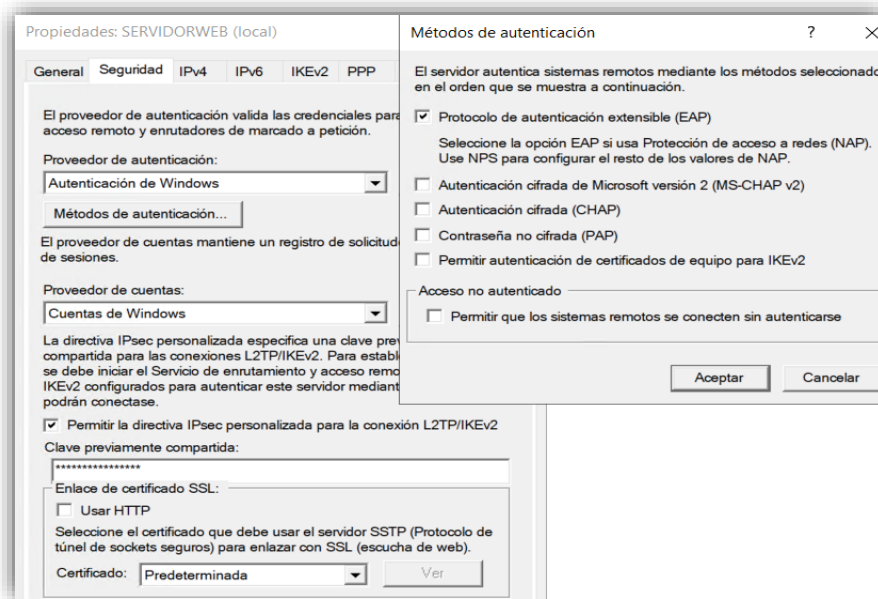 Propiedades: SERVIDORWEB (local)
General Seguridad IPv4 IPv6 IKEv2 PPP
El proveedor de autenticación valida las credenciales para
acceso remoto y enrutadores de marcado a petición.
Proveedor de autenticación:
Autenticación de Windows
Métodos de autenticación...
El proveedor de cuentas mantiene un registro de
de sesiones.
Proveedor de cuentas:
Cuentas de Windows
La directiva IPsec personalizada especifica una clave
compartida para las conexiones L2TP/IKEv2. Para
se debe iniciar el Servicio de enrutamiento y acceso
IKEv2 configurados para autenticar este servidor
podrán conectase.
Permitir la directiva IPsec personalizada para la conexión L2TP/IKEv2
Clave previamente compartida:
****************
Enlace de certificado SSL:
Usar HTTP
Seleccione el certificado que debe usar el servidor SSTP (Protocolo de
túnel de sockets seguros) para enlazar con SSL (escucha de web).
Certificado: Predeterminada Ver
Métodos de autenticación ?
El servidor autentica sistemas remotos mediante los métodos
en el orden que se muestra a continuación.
Protocolo de autenticación extensible (EAP)
Seleccione la opción EAP si usa Protección de acceso a redes (NAP).
Use NPS para configurar el resto de los valores de NAP.
Autenticación cifrada de Microsoft versión 2 (MS-CHAP v2)
Autenticación cifrada (CHAP)
Contraseña no cifrada (PAP)
Permitir autenticación de certificados de equipo para IKEv2
Acceso no autenticado
Permitir que los sistemas remotos se conecten sin autenticarse
Aceptar Cancelar